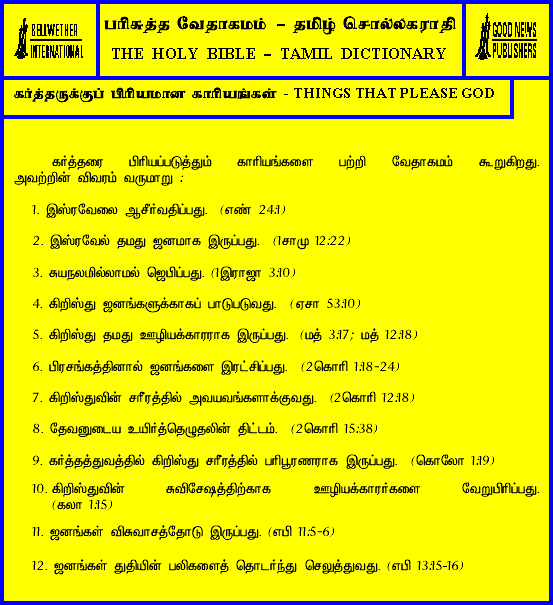 BELLWETHER
INTERNATIONAL
பரிசுத்த வேதாகமம் – தமிழ் சொல்லகராதி
THE HOLY BIBLE – TAMIL DICTIONARY
GOOD NEWS
PUBLISHERS
கர்த்தருக்குப் பிரியமான காரியங்கள் - THINGS THAT PLEASE GOD
கர்த்தரை பிரியப்படுத்தும் காரியங்களை பற்றி வேதாகமம் கூறுகிறது.
அவற்றின் விவரம் வருமாறு :
1. இஸ்ரவேலை ஆசீர்வதிப்பது. (எண் 24:1)
2. இஸ்ரவேல் தமது ஜனமாக இருப்பது. (1சாமு 12:22)
3. சுயநலமில்லாமல் ஜெபிப்பது. (1இராஜா 3:10)
4. கிறிஸ்து ஜனங்களுக்காகப் பாடுபடுவது. (ஏசா 53:10)
5. கிறிஸ்து தமது ஊழியக்காரராக இருப்பது. (மத் 3:17; மத் 12:18)
6. பிரசங்கத்தினால் ஜனங்களை இரட்சிப்பது. (2கொரி 1:18-24)
7. கிறிஸ்துவின் சரீரத்தில் அவயவங்களாக்குவது. (2கொரி 12:18)
8. தேவனுடைய உயிர்த்தெழுதலின் திட்டம். (2கொரி 15:38)
9. கர்த்தத்துவத்தில் கிறிஸ்து சரீரத்தில் பரிபூரணராக இருப்பது. (கொலோ 1:19)
10. கிறிஸ்துவின் சுவிசேஷத்திற்காக ஊழியக்காரர்களை வேறுபிரிப்பது.
(கலா 1:15)
11. ஜனங்கள் விசுவாசத்தோடு இருப்பது. (எபி 11:5-6)
12. ஜனங்கள் துதியின் பலிகளைத் தொடர்ந்து செலுத்துவது. (எபி 13:15-16)